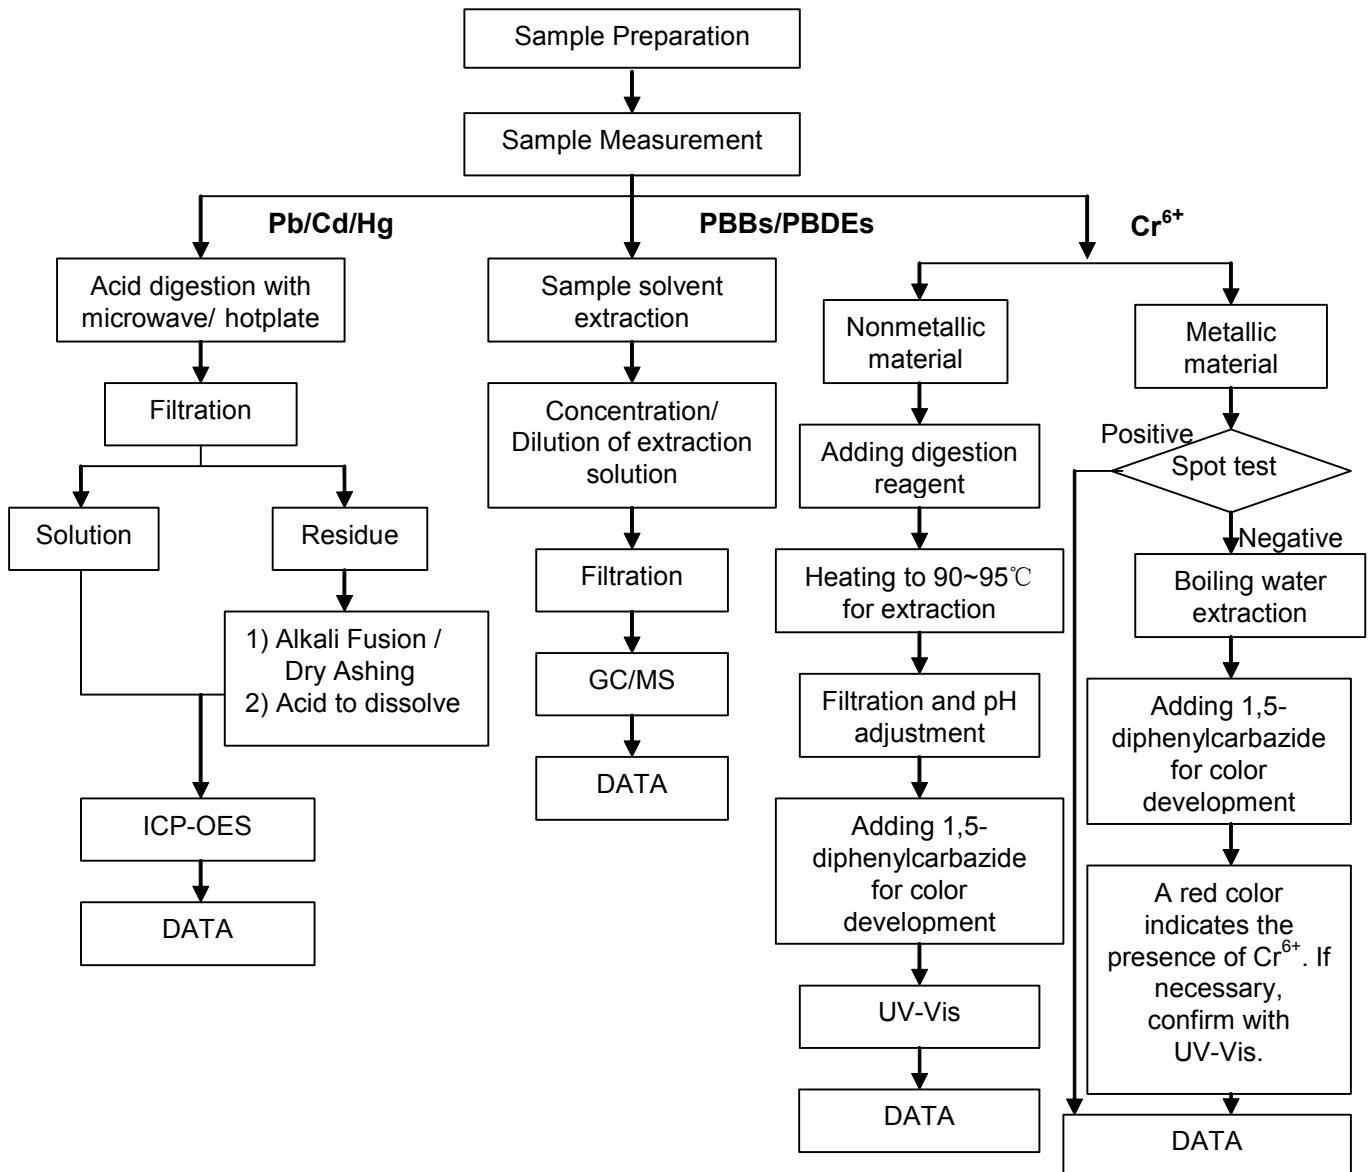 Sample Preparation
Sample Measurement
Pb/Cd/Hg
PBBs/PBDEs
Cr⁶⁺
Acid digestion with
microwave/ hotplate
Filtration
Solution
Residue
1) Alkali Fusion /
Dry Ashing
2) Acid to dissolve
ICP-OES
DATA
Sample solvent
extraction
Concentration/
Dilution of extraction
solution
Filtration
GC/MS
DATA
Nonmetallic
material
Adding digestion
reagent
Heating to 90~95℃
for extraction
Filtration and pH
adjustment
Adding 1,5-
diphenylcarbazide
for color
development
UV-Vis
DATA
Metallic
material
Positive
Spot test
Negative
Boiling water
extraction
Adding 1,5-
diphenylcarbazide
for color
development
A red color
indicates the
presence of Cr⁶⁺. If
necessary,
confirm with
UV-Vis.
DATA